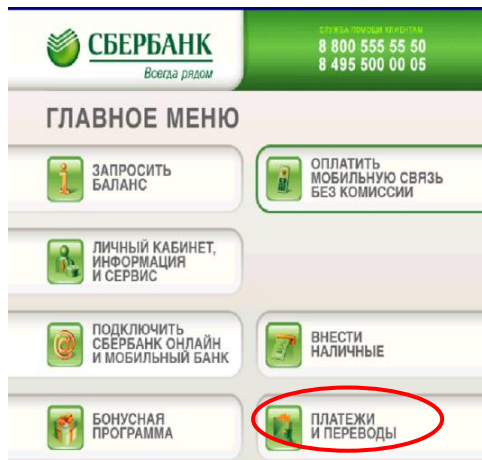 СБЕРБАНК
Всегда рядом
СЛУЖБА ПОМОЩИ КЛИЕНТАМ
8 800 555 55 50
8 495 500 00 05
ГЛАВНОЕ МЕНЮ
ЗАПРОСИТЬ
БАЛАНС
ОПЛАТИТЬ
МОБИЛЬНУЮ СВЯЗЬ
БЕЗ КОМИССИИ
ЛИЧНЫЙ КАБИНЕТ,
ИНФОРМАЦИЯ
И СЕРВИС
ПОДКЛЮЧИТЬ
СБЕРБАНК ОНЛАЙН
И МОБИЛЬНЫЙ БАНК
ВНЕСТИ
НАЛИЧНЫЕ
БОНУСНАЯ
ПРОГРАММА
ПЛАТЕЖИ
И ПЕРЕВОДЫ